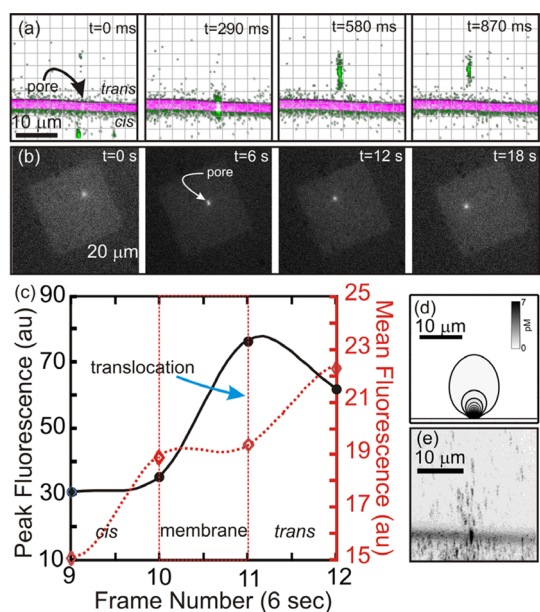 (a)
t=0 ms
t=290 ms
t=580 ms
t=870 ms
pore
trans
cis
10 μm
(b)
t=0 s
t=6 s
t=12 s
t=18 s
pore
20 μm
(c)
90
70
50
30
10
Peak Fluorescence (au)
translocation
cis
membrane
trans
9
10
11
12
Frame Number (6 sec)
25
23
21
19
17
15
Mean Fluorescence (au)
(d)
10 μm
7
pM
0
(e)
10 μm